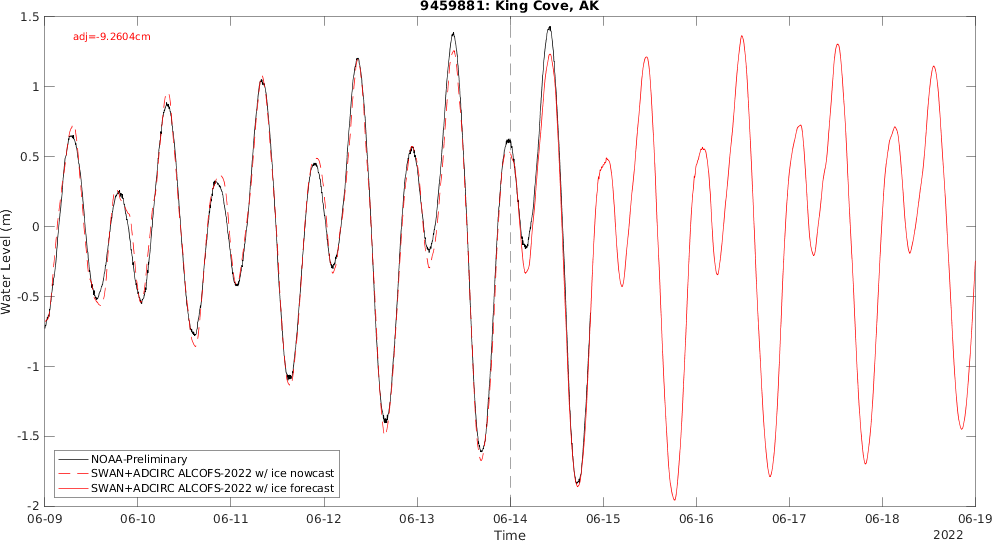 9459881: King Cove, AK
adj=-9.2604cm
Water Level (m)
1.5
1
0.5
0
-0.5
-1
-1.5
-2
NOAA-Preliminary
SWAN+ADCIRC ALCOFS-2022 w/ ice nowcast
SWAN+ADCIRC ALCOFS-2022 w/ ice forecast
06-09 06-10 06-11 06-12 06-13 06-14 06-15 06-16 06-17 06-18 06-19
Time
2022